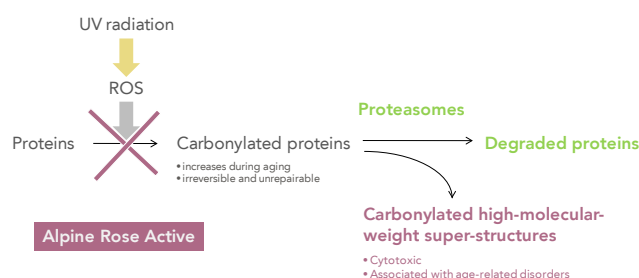 UV radiation
ROS
Proteasomes
Proteins
Carbonylated proteins
Degraded proteins
• increases during aging
• irreversible and unrepairable
Alpine Rose Active
Carbonylated high-molecular-
weight super-structures
• Cytotoxic
• Associated with age-related disorders